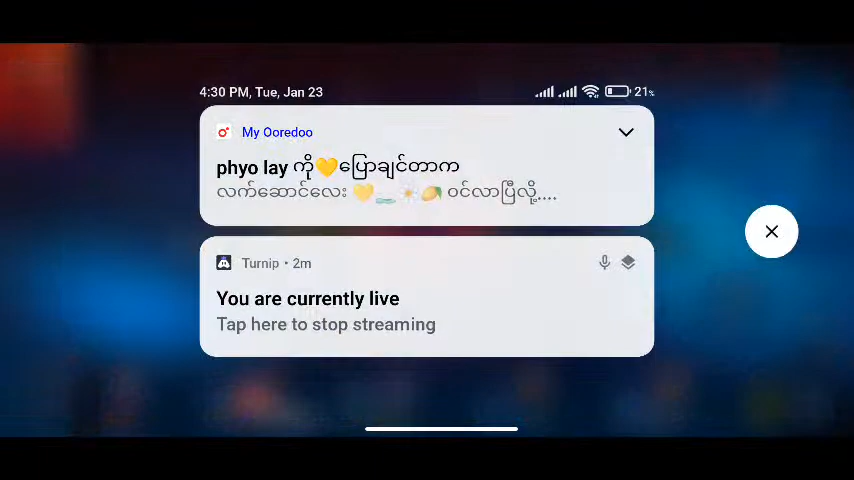 4:30 PM, Tue, Jan 23 21%
My Ooredoo
phyo lay ကို💛ပြောချင်တာက
လက်ဆောင်လေး 💛 ☀️🥭 ဝင်လာပြီလို့....
Turnip • 2m
You are currently live
Tap here to stop streaming